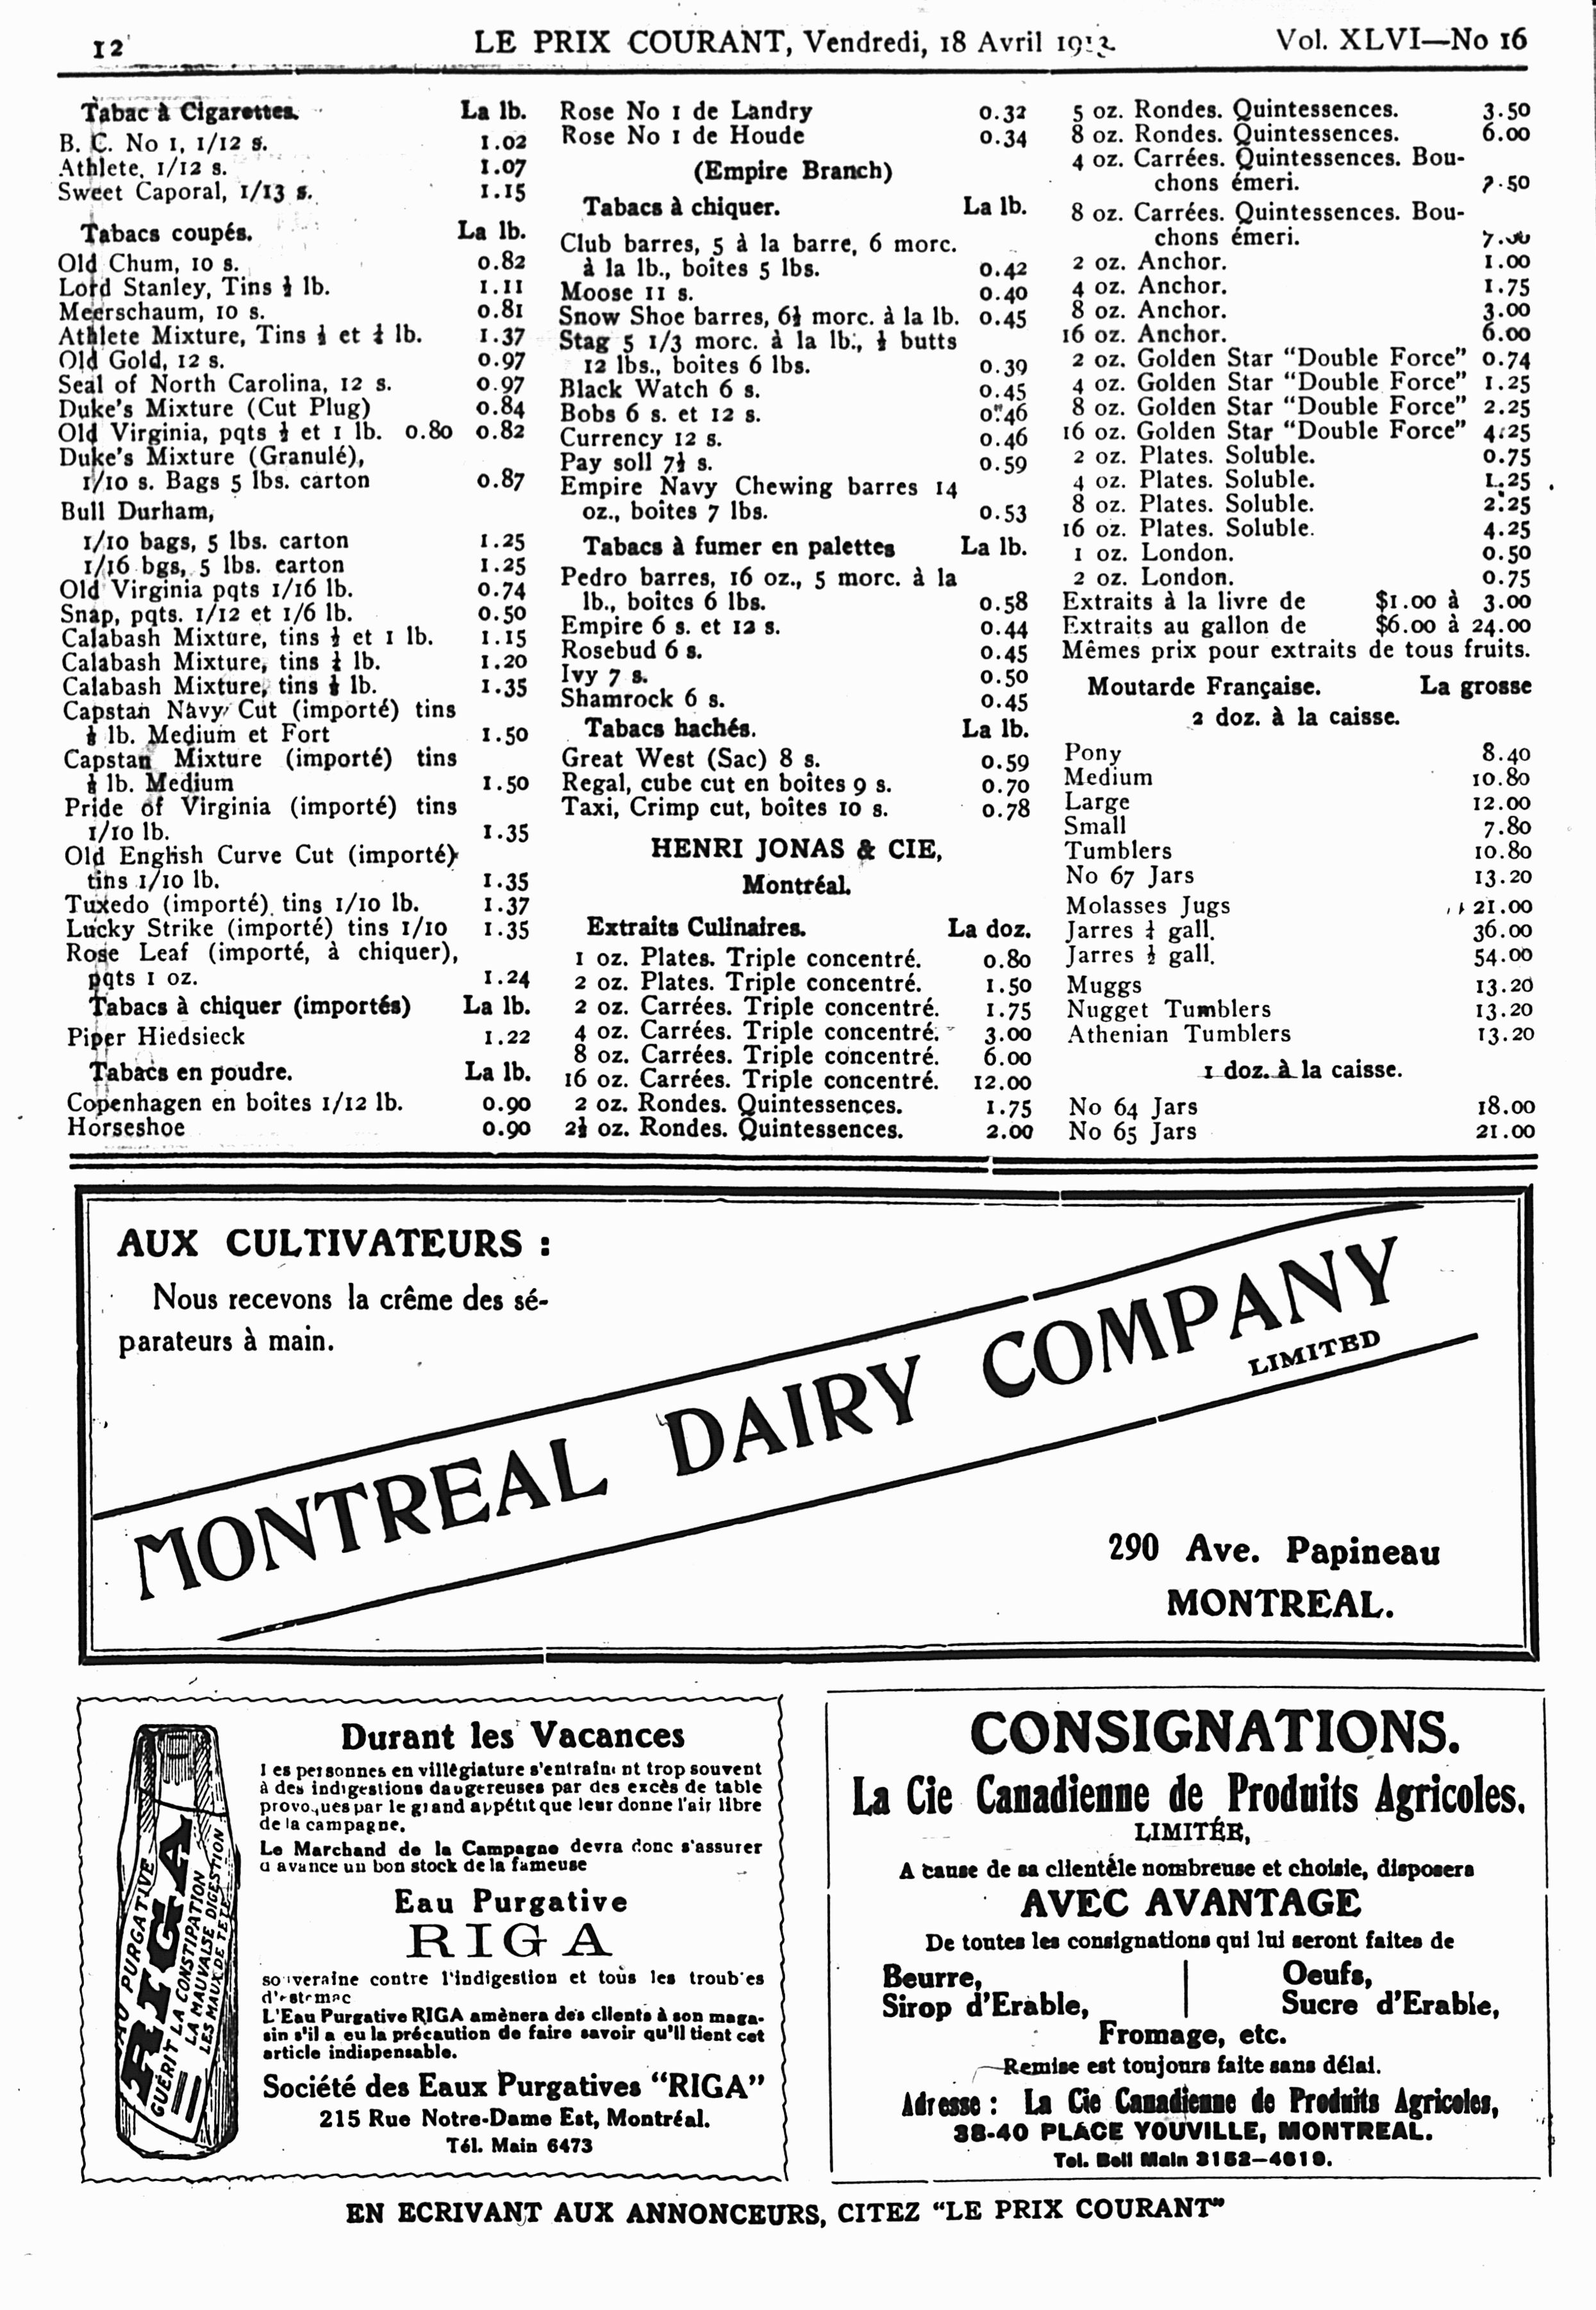 12
LE PRIX COURANT, Vendredi, 18 Avril 1913.
Vol. XLVI—No 16
Tabac à Cigarettes. La lb.
B. C. No 1, 1/12 s. 1.02
Athlete, 1/12 s. 1.07
Sweet Caporal, 1/13 s. 1.15
Tabacs coupés. La lb.
Old Chum, 10 s. 0.82
Lord Stanley, Tins ½ lb. 1.11
Meerschaum, 10 s. 0.81
Athlete Mixture, Tins et lb. 1.37
Old Gold, 12 s. 0.97
Seal of North Carolina, 12 s. 0.97
Duke's Mixture (Cut Plug) 0.84
Old Virginia, pqts ½ et 1 lb. 0.80 0.82
Duke's Mixture (Granulé),
1/10 s. Bags 5 lbs. carton 0.87
Bull Durham,
1/10 bags, 5 lbs. carton 1.25
1/16 bgs, 5 lbs. carton 1.25
Old Virginia pqts 1/16 lb. 0.74
Snap, pqts. 1/12 et 1/6 lb. 0.50
Calabash Mixture, tins ½ et 1 lb. 1.15
Calabash Mixture, tins ¼ lb. 1.20
Calabash Mixture, tins ⅛ lb. 1.35
Capstan Navy Cut (importé) tins
lb. Medium et Fort 1.50
Capstan Mixture (importé) tins
lb. Medium 1.50
Pride of Virginia (importé) tins
1/10 lb. 1.35
Old English Curve Cut (importé)
tins 1/10 lb. 1.35
Tuxedo (importé) tins 1/10 lb. 1.37
Lucky Strike (importé) tins 1/10 1.35
Rose Leaf (importé, à chiquer),
pqts 1 oz. 1.24
Tabacs à chiquer (importés) La lb.
Piper Hiedsieck 1.22
Tabacs en poudre. La lb.
Copenhagen en boîtes 1/12 lb. 0.90
Horseshoe 0.90
Rose No 1 de Landry 0.32
Rose No 1 de Houde 0.34
(Empire Branch)
Tabacs à chiquer. La lb.
Club barres, 5 à la barre, 6 morc.
à la lb., boites 5 lbs. 0.42
Moose 11 s. 0.40
Snow Shoe barres, 6½ morc. à la lb. 0.45
Stag 5 1/3 morc. à la lb., ½ butts
12 lbs., boites 6 lbs. 0.39
Black Watch 6 s. 0.45
Bobs 6 s. et 12 s. 0.46
Currency 12 s. 0.46
Pay soll 7½ s. 0.59
Empire Navy Chewing barres 14
oz., boîtes 7 lbs. 0.53
Tabacs à fumer en palettes La lb.
Pedro barres, 16 oz., 5 morc. à la
lb., boîtes 6 lbs. 0.58
Empire 6 s. et 12 s. 0.44
Rosebud 6 s. 0.45
Ivy 7 s. 0.50
Shamrock 6 s. 0.45
Tabacs hachés. La lb.
Great West (Sac) 8 s. 0.59
Regal, cube cut en boîtes 9 s. 0.70
Taxi, Crimp cut, boîtes 10 s. 0.78
HENRI JONAS & CIE,
Montréal.
Extraits Culinaires. La doz.
1 oz. Plates. Triple concentré. 0.80
2 oz. Plates. Triple concentré. 1.50
2 oz. Carrées. Triple concentré. 1.75
4 oz. Carrées. Triple concentré. 3.00
8 oz. Carrées. Triple concentré. 6.00
16 oz. Carrées. Triple concentré. 12.00
2 oz. Rondes. Quintessences. 1.75
2½ oz. Rondes. Quintessences. 2.00
5 oz. Rondes. Quintessences. 3.50
8 oz. Rondes. Quintessences. 6.00
4 oz. Carrées. Quintessences. Bou-
chons émeri. .50
8 oz. Carrées. Quintessences. Bou-
chons émeri. 7.00
2 oz. Anchor. 1.00
4 oz. Anchor. 1.75
8 oz. Anchor. 3.00
16 oz. Anchor. 6.00
2 oz. Golden Star "Double Force" 0.74
4 oz. Golden Star "Double Force" 1.25
8 oz. Golden Star "Double Force" 2.25
16 oz. Golden Star "Double Force" 4.25
2 oz. Plates. Soluble. 0.75
4 oz. Plates. Soluble. 1.25
8 oz. Plates. Soluble. 2.25
16 oz. Plates. Soluble. 4.25
1 oz. London. 0.50
2 oz. London. 0.75
Extraits à la livre de $1.00 à 3.00
Extraits au gallon de $6.00 à 24.00
Mêmes prix pour extraits de tous fruits.
Moutarde Française. La grosse
2 doz. à la caisse.
Pony 8.40
Medium 10.80
Large 12.00
Small 7.80
Tumblers 10.80
No 67 Jars 13.20
Molasses Jugs 21.00
Jarres ¼ gall. 36.00
Jarres ½ gall. 54.00
Muggs 13.20
Nugget Tumblers 13.20
Athenian Tumblers 13.20
1 doz. à la caisse.
No 64 Jars 18.00
No 65 Jars 21.00
AUX CULTIVATEURS :
Nous recevons la crême des sé-
parateurs à main.
MONTREAL DAIRY COMPANY
LIMITED
290 Ave. Papineau
MONTREAL.
EAU PURGATIVE
RIGA
GUÉRIT LA CONSTIPATION
LA MAUVAISE DIGESTION
LES MAUX DE TETE
Durant les Vacances
Les personnes en villégiature s'entraînent trop souvent
à des indigestions dangereuses par des excès de table
provoquées par le grand appétit que leur donne l'air libre
de la campagne.
Le Marchand de la Campagne devra donc s'assurer
d avance un bon stock de la fameuse
Eau Purgative
RIGA
souveraine contre l'indigestion et tous les troubles
d'estomac
L'Eau Purgative RIGA amènera des clients à son maga-
sin s'il a eu la précaution de faire savoir qu'il tient cet
article indispensable.
Société des Eaux Purgatives "RIGA"
215 Rue Notre-Dame Est, Montréal.
Tél. Main 6473
CONSIGNATIONS.
La Cie Canadienne de Produits Agricoles.
LIMITÉE,
A cause de sa clientèle nombreuse et choisie, disposera
AVEC AVANTAGE
De toutes les consignations qui lui seront faites de
Beurre, Oeufs,
Sirop d'Erable, Sucre d'Erable,
Fromage, etc.
Remise est toujours faite sans délai.
Adresse : La Cie Canadienne de Produits Agricoles,
38-40 PLACE YOUVILLE, MONTREAL.
Tel. Bell Main 3152—4619.
EN ECRIVANT AUX ANNONCEURS, CITEZ "LE PRIX COURANT"